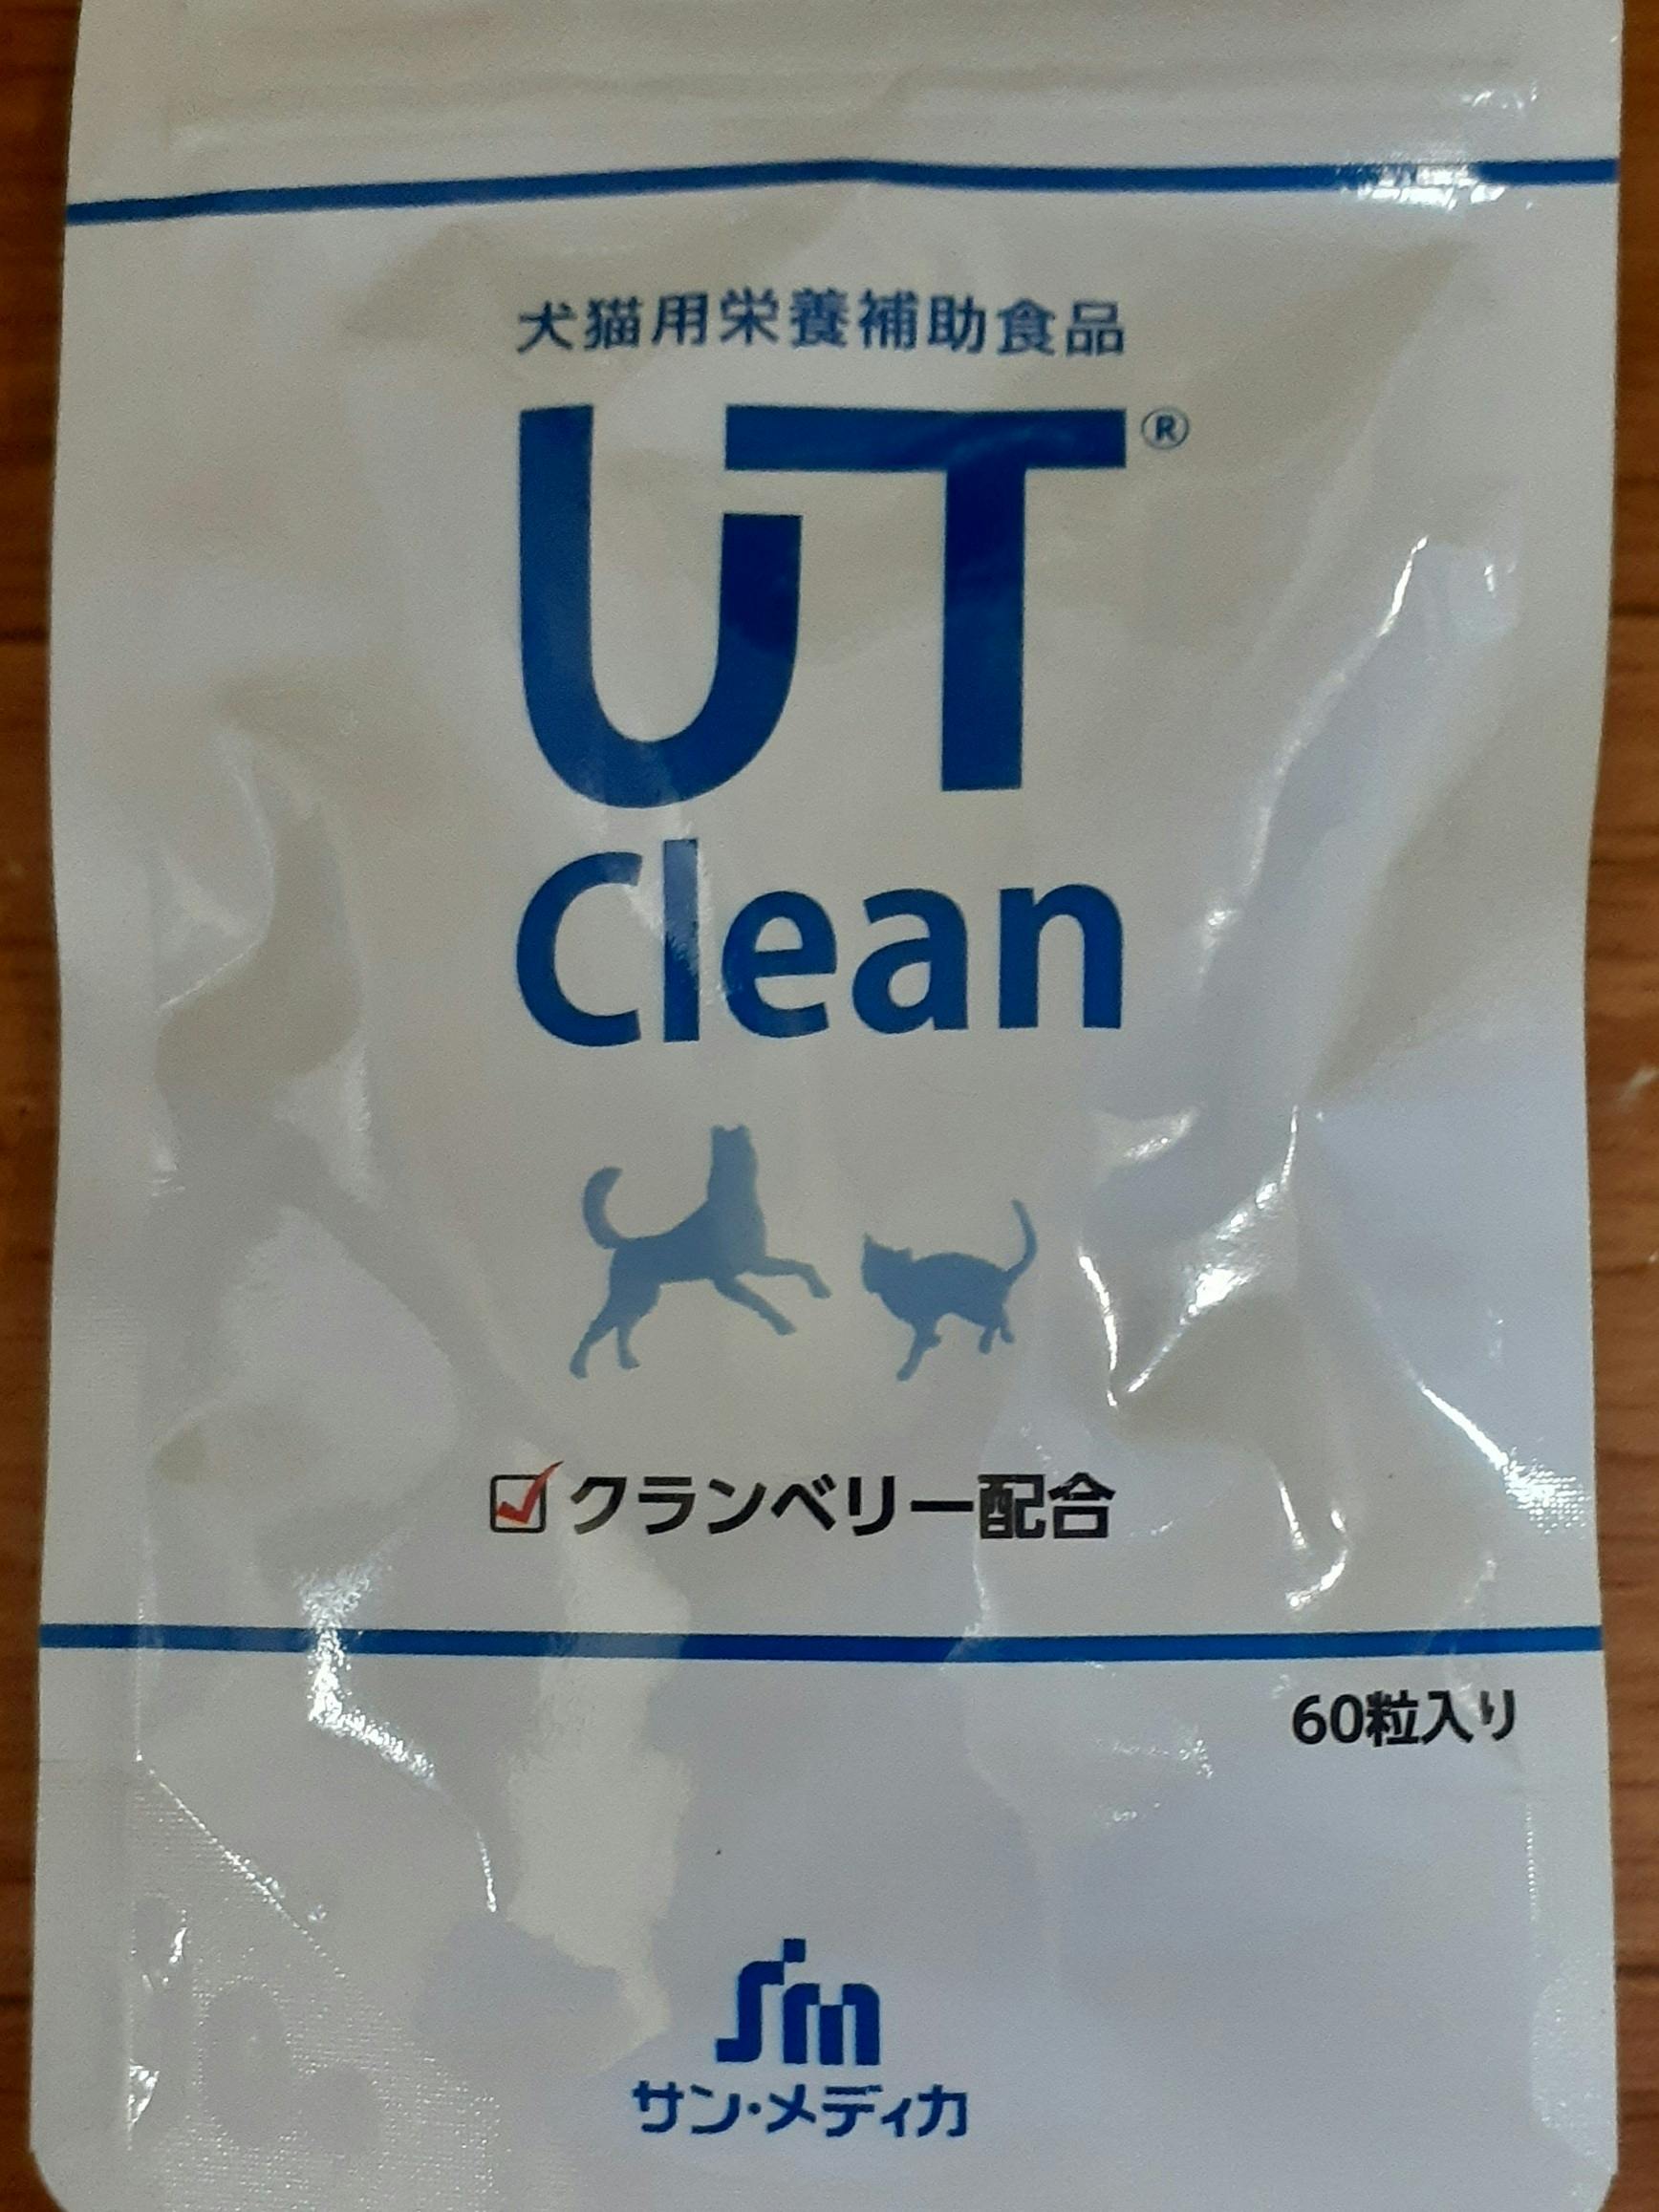 犬猫用栄養補助食品
UT®
Clean
クランベリー配合
60粒入り
Sm
サン・メディカ